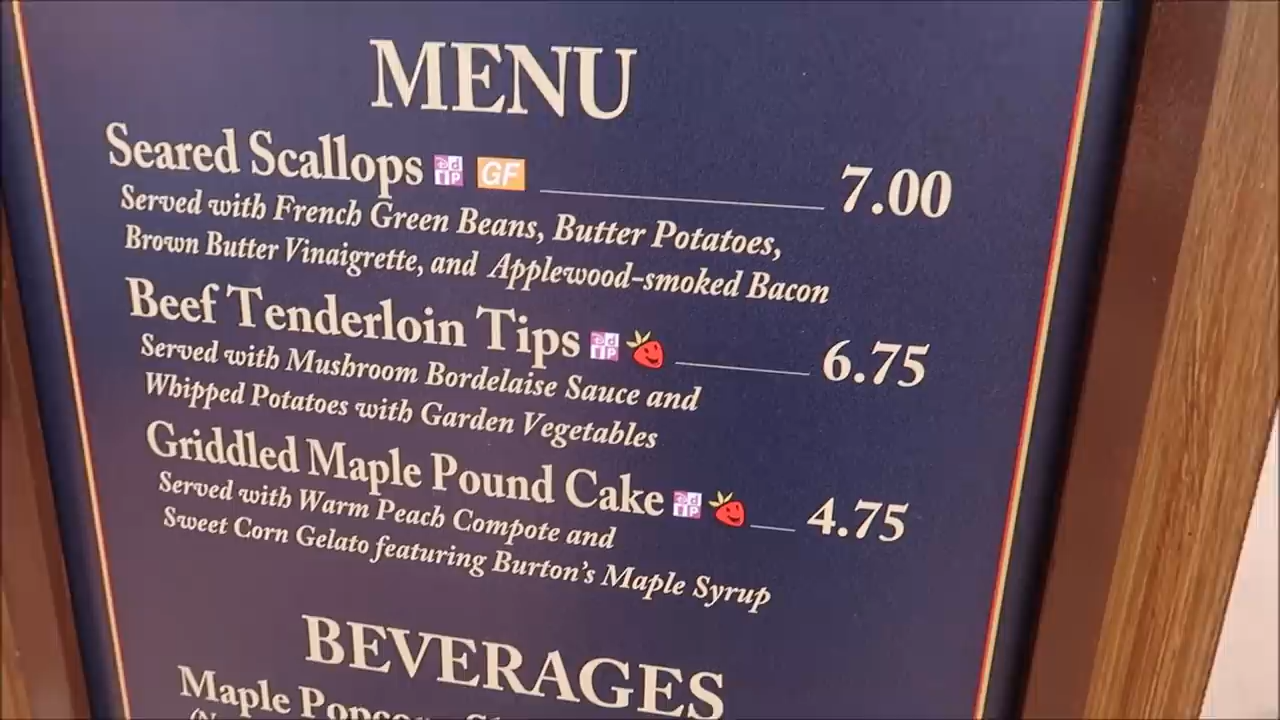 MENU
Seared Scallops GF 7.00
Served with French Green Beans, Butter Potatoes,
Brown Butter Vinaigrette, and Applewood-smoked Bacon
Beef Tenderloin Tips 6.75
Served with Mushroom Bordelaise Sauce and
Whipped Potatoes with Garden Vegetables
Griddled Maple Pound Cake 4.75
Served with Warm Peach Compote and
Sweet Corn Gelato featuring Burton's Maple Syrup
BEVERAGES
Maple